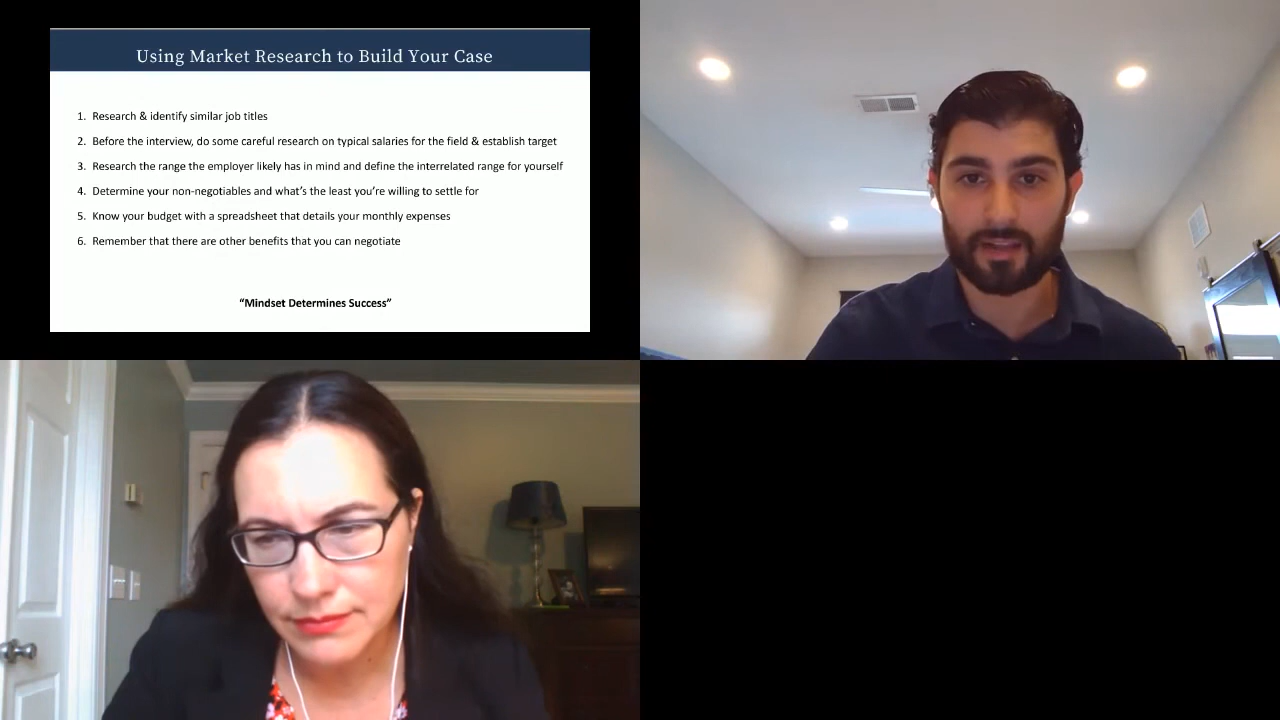 Using Market Research to Build Your Case
1. Research & identify similar job titles
2. Before the interview, do some careful research on typical salaries for the field & establish target
3. Research the range the employer likely has in mind and define the interrelated range for yourself
4. Determine your non-negotiables and what's the least you're willing to settle for
5. Know your budget with a spreadsheet that details your monthly expenses
6. Remember that there are other benefits that you can negotiate
“Mindset Determines Success”